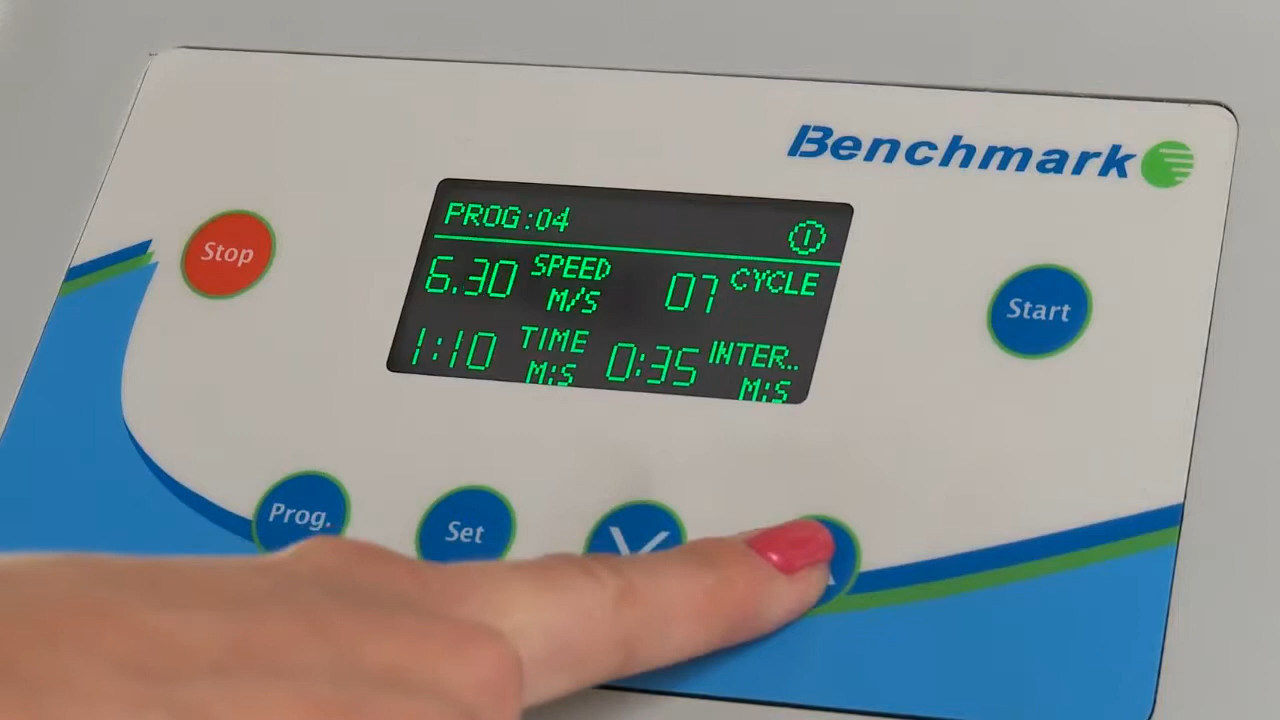 Benchmark
PROG:04
6.30 SPEED M/S 07 CYCLE
1:10 TIME M:S 0:35 INTER.. M:S
Stop
Start
Prog.
Set